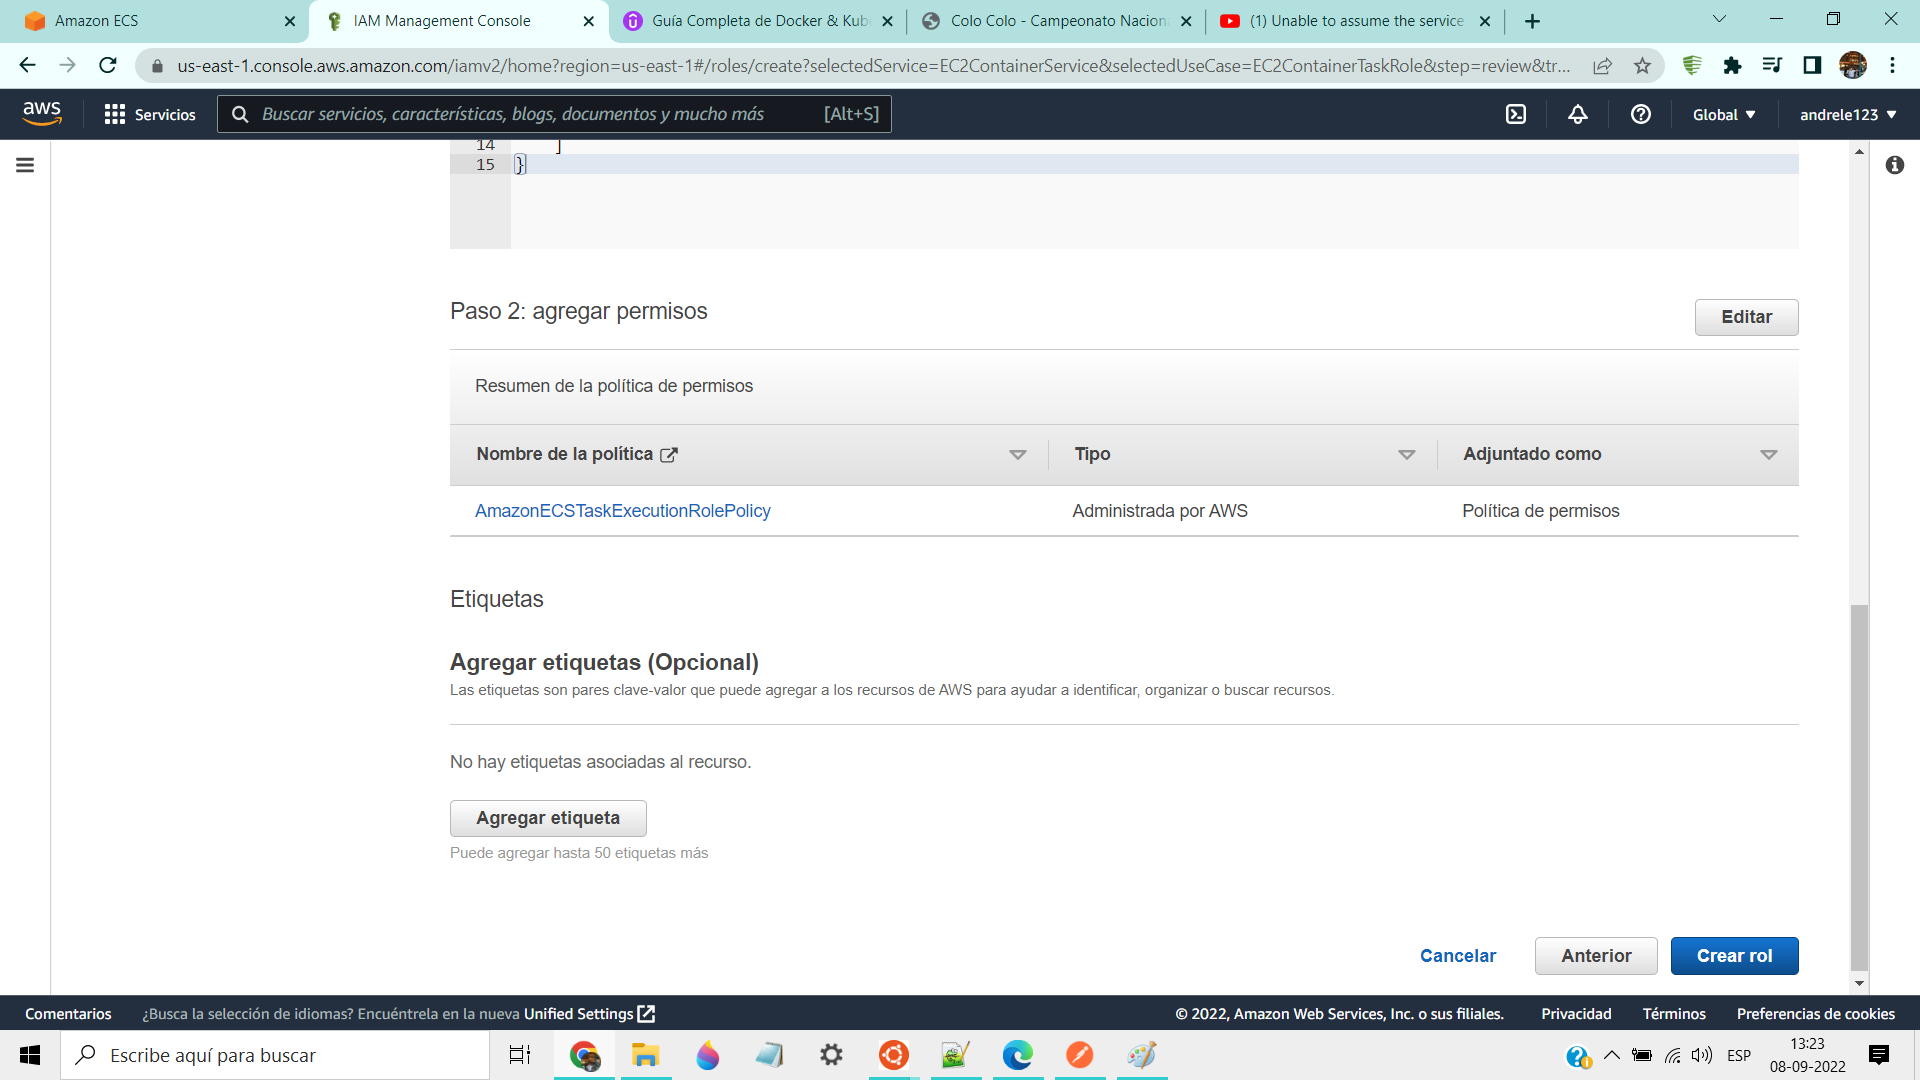 Amazon ECS
IAM Management Console
Guía Completa de Docker & Kub
Colo Colo - Campeonato Nacion
(1) Unable to assume the service
us-east-1.console.aws.amazon.com/iamv2/home?region=us-east-1#/roles/create?selectedService=EC2ContainerService&selectedUseCase=EC2ContainerTaskRole&step=review&tr...
aws
Servicios
Buscar servicios, características, blogs, documentos y mucho más
[Alt+S]
Global
andrele123
14 ]
15 }
Paso 2: agregar permisos
Editar
Resumen de la política de permisos
Nombre de la política
Tipo
Adjuntado como
AmazonECSTaskExecutionRolePolicy
Administrada por AWS
Política de permisos
Etiquetas
Agregar etiquetas (Opcional)
Las etiquetas son pares clave-valor que puede agregar a los recursos de AWS para ayudar a identificar, organizar o buscar recursos.
No hay etiquetas asociadas al recurso.
Agregar etiqueta
Puede agregar hasta 50 etiquetas más
Cancelar
Anterior
Crear rol
Comentarios
¿Busca la selección de idiomas? Encuéntrela en la nueva Unified Settings
© 2022, Amazon Web Services, Inc. o sus filiales.
Privacidad
Términos
Preferencias de cookies
Escribe aquí para buscar
ESP
13:23
08-09-2022